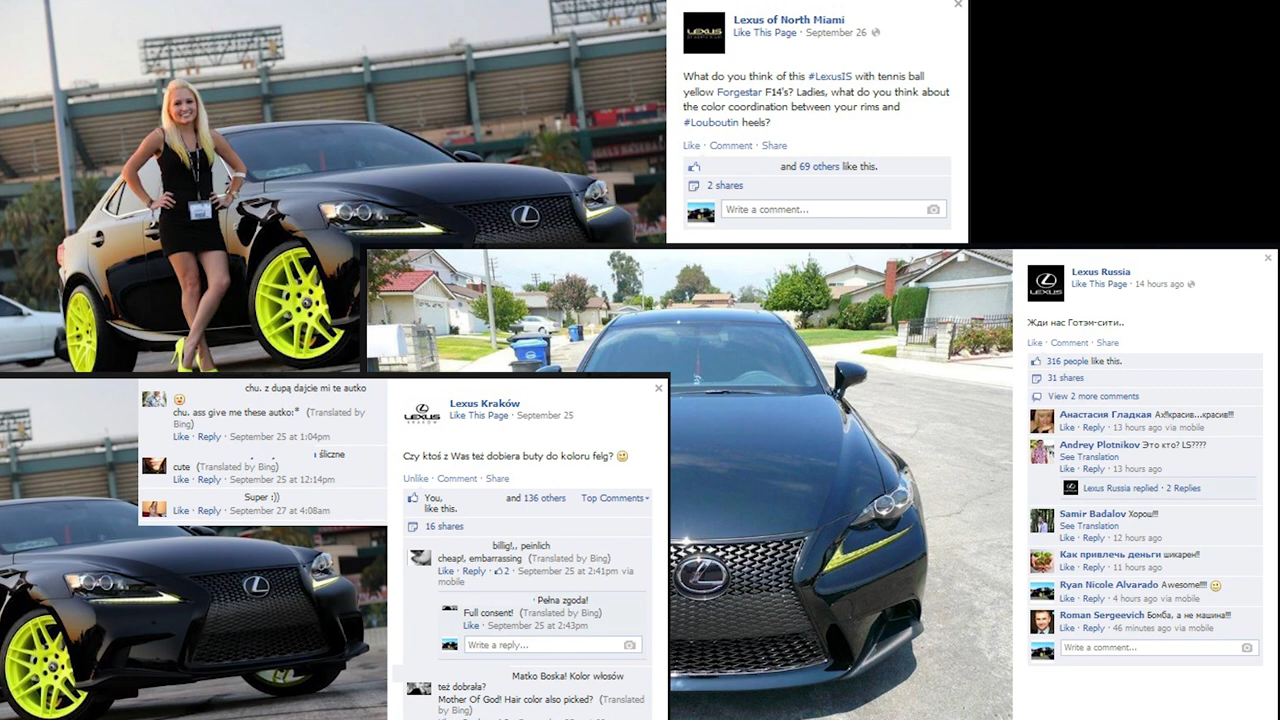 Lexus of North Miami
Like This Page · September 26
What do you think of this #LexusIS with tennis ball
yellow Forgestar F14's? Ladies, what do you think about
the color coordination between your rims and
#Louboutin heels?
Like · Comment · Share
and 69 others like this.
2 shares
Write a comment...
LEXUS
Lexus Russia
Like This Page · 14 hours ago
Жди нас Готэм-сити..
Like · Comment · Share
316 people like this.
31 shares
View 2 more comments
Анастасия Гладкая Ах!!красив...красив!!!
Like · Reply · 13 hours ago via mobile
Andrey Plotnikov Это кто? LS????
See Translation
Like · Reply · 13 hours ago
Lexus Russia replied · 2 Replies
Samir Badalov Хорош!!!
See Translation
Like · Reply · 12 hours ago
Как привлечь деньги шикарен!!
Like · Reply · 11 hours ago
Ryan Nicole Alvarado Awesome!!!!
Like · Reply · 4 hours ago via mobile
Roman Sergeevich Бомба, а не машина!!!
Like · Reply · 46 minutes ago via mobile
Write a comment...
LEXUS
chu. z dupą dajcie mi te autko
chu. ass give me these autko:* (Translated by
Bing)
Like · Reply · September 25 at 1:04pm
śliczne
cute (Translated by Bing)
Like · Reply · September 25 at 12:14pm
Super :))
Like · Reply · September 27 at 4:08am
LEXUS
KRAKÓW
Lexus Kraków
Like This Page · September 25
Czy ktoś z Was też dobiera buty do koloru felg?
Unlike · Comment · Share
You, and 136 others Top Comments
like this.
16 shares
billig!,, peinlich
cheap!, embarrassing (Translated by Bing)
Like · Reply · 2 · September 25 at 2:41pm via
mobile
Pełna zgoda!
Full consent! (Translated by Bing)
Like · September 25 at 2:43pm
Write a reply...
Matko Boska! Kolor włosów
też dobrała?
Mother Of God! Hair color also picked? (Translated
by Bing)